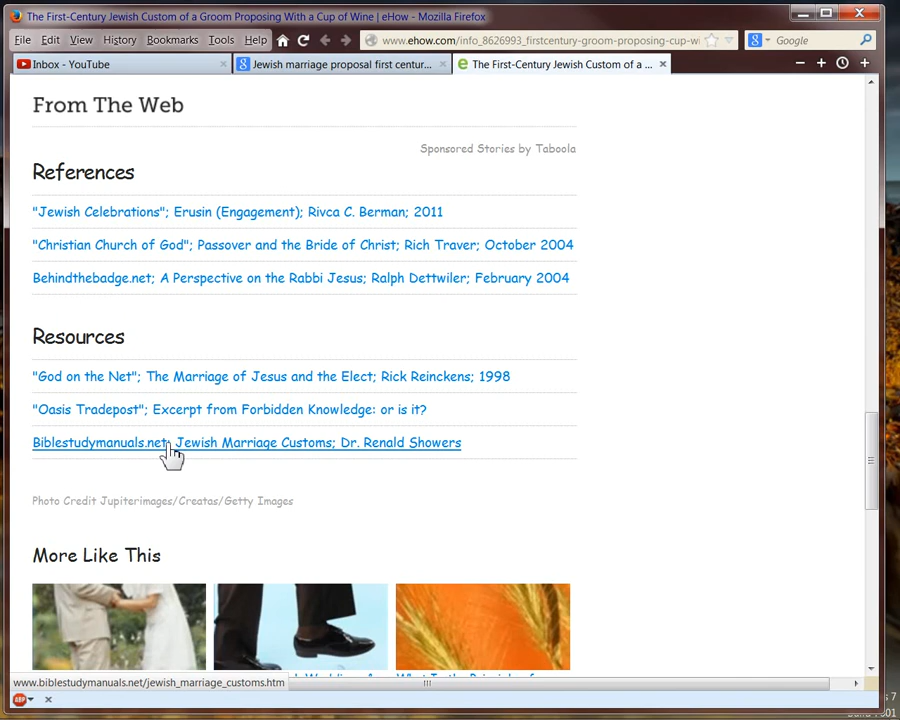 The First-Century Jewish Custom of a Groom Proposing With a Cup of Wine | eHow - Mozilla Firefox
File Edit View History Bookmarks Tools Help www.ehow.com/info_8626993_firstcentury-groom-proposing-cup-wi Google
Inbox - YouTube Jewish marriage proposal first centur... The First-Century Jewish Custom of a ...
From The Web
Sponsored Stories by Taboola
References
"Jewish Celebrations"; Erusin (Engagement); Rivca C. Berman; 2011
"Christian Church of God"; Passover and the Bride of Christ; Rich Traver; October 2004
Behindthebadge.net; A Perspective on the Rabbi Jesus; Ralph Dettwiler; February 2004
Resources
"God on the Net"; The Marriage of Jesus and the Elect; Rick Reinckens; 1998
"Oasis Tradepost"; Excerpt from Forbidden Knowledge: or is it?
Biblestudymanuals.net; Jewish Marriage Customs; Dr. Renald Showers
Photo Credit Jupiterimages/Creatas/Getty Images
More Like This
www.biblestudymanuals.net/jewish_marriage_customs.htm
ABP